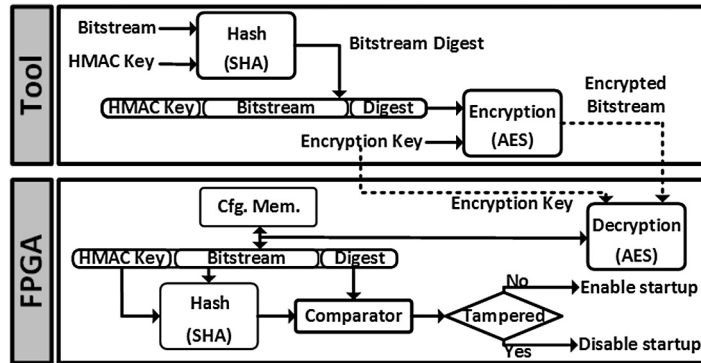 Tool
Bitstream
HMAC Key
Hash
(SHA)
Bitstream Digest
HMAC Key Bitstream Digest
Encryption
(AES)
Encrypted
Bitstream
Encryption Key
FPGA
Cfg. Mem.
Encryption Key
Decryption
(AES)
HMAC Key Bitstream Digest
Hash
(SHA)
Comparator
Tampered
No
Enable startup
Yes
Disable startup